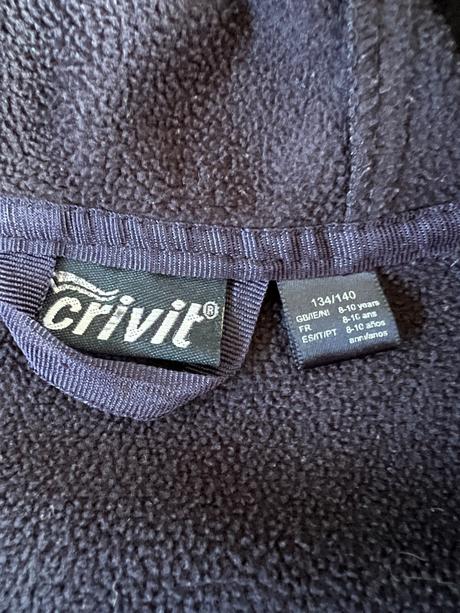 crivit®
134/140
GB/IE/NI 8-10 years
FR 8-10 ans
ES/IT/PT 8-10 años
anni/anos